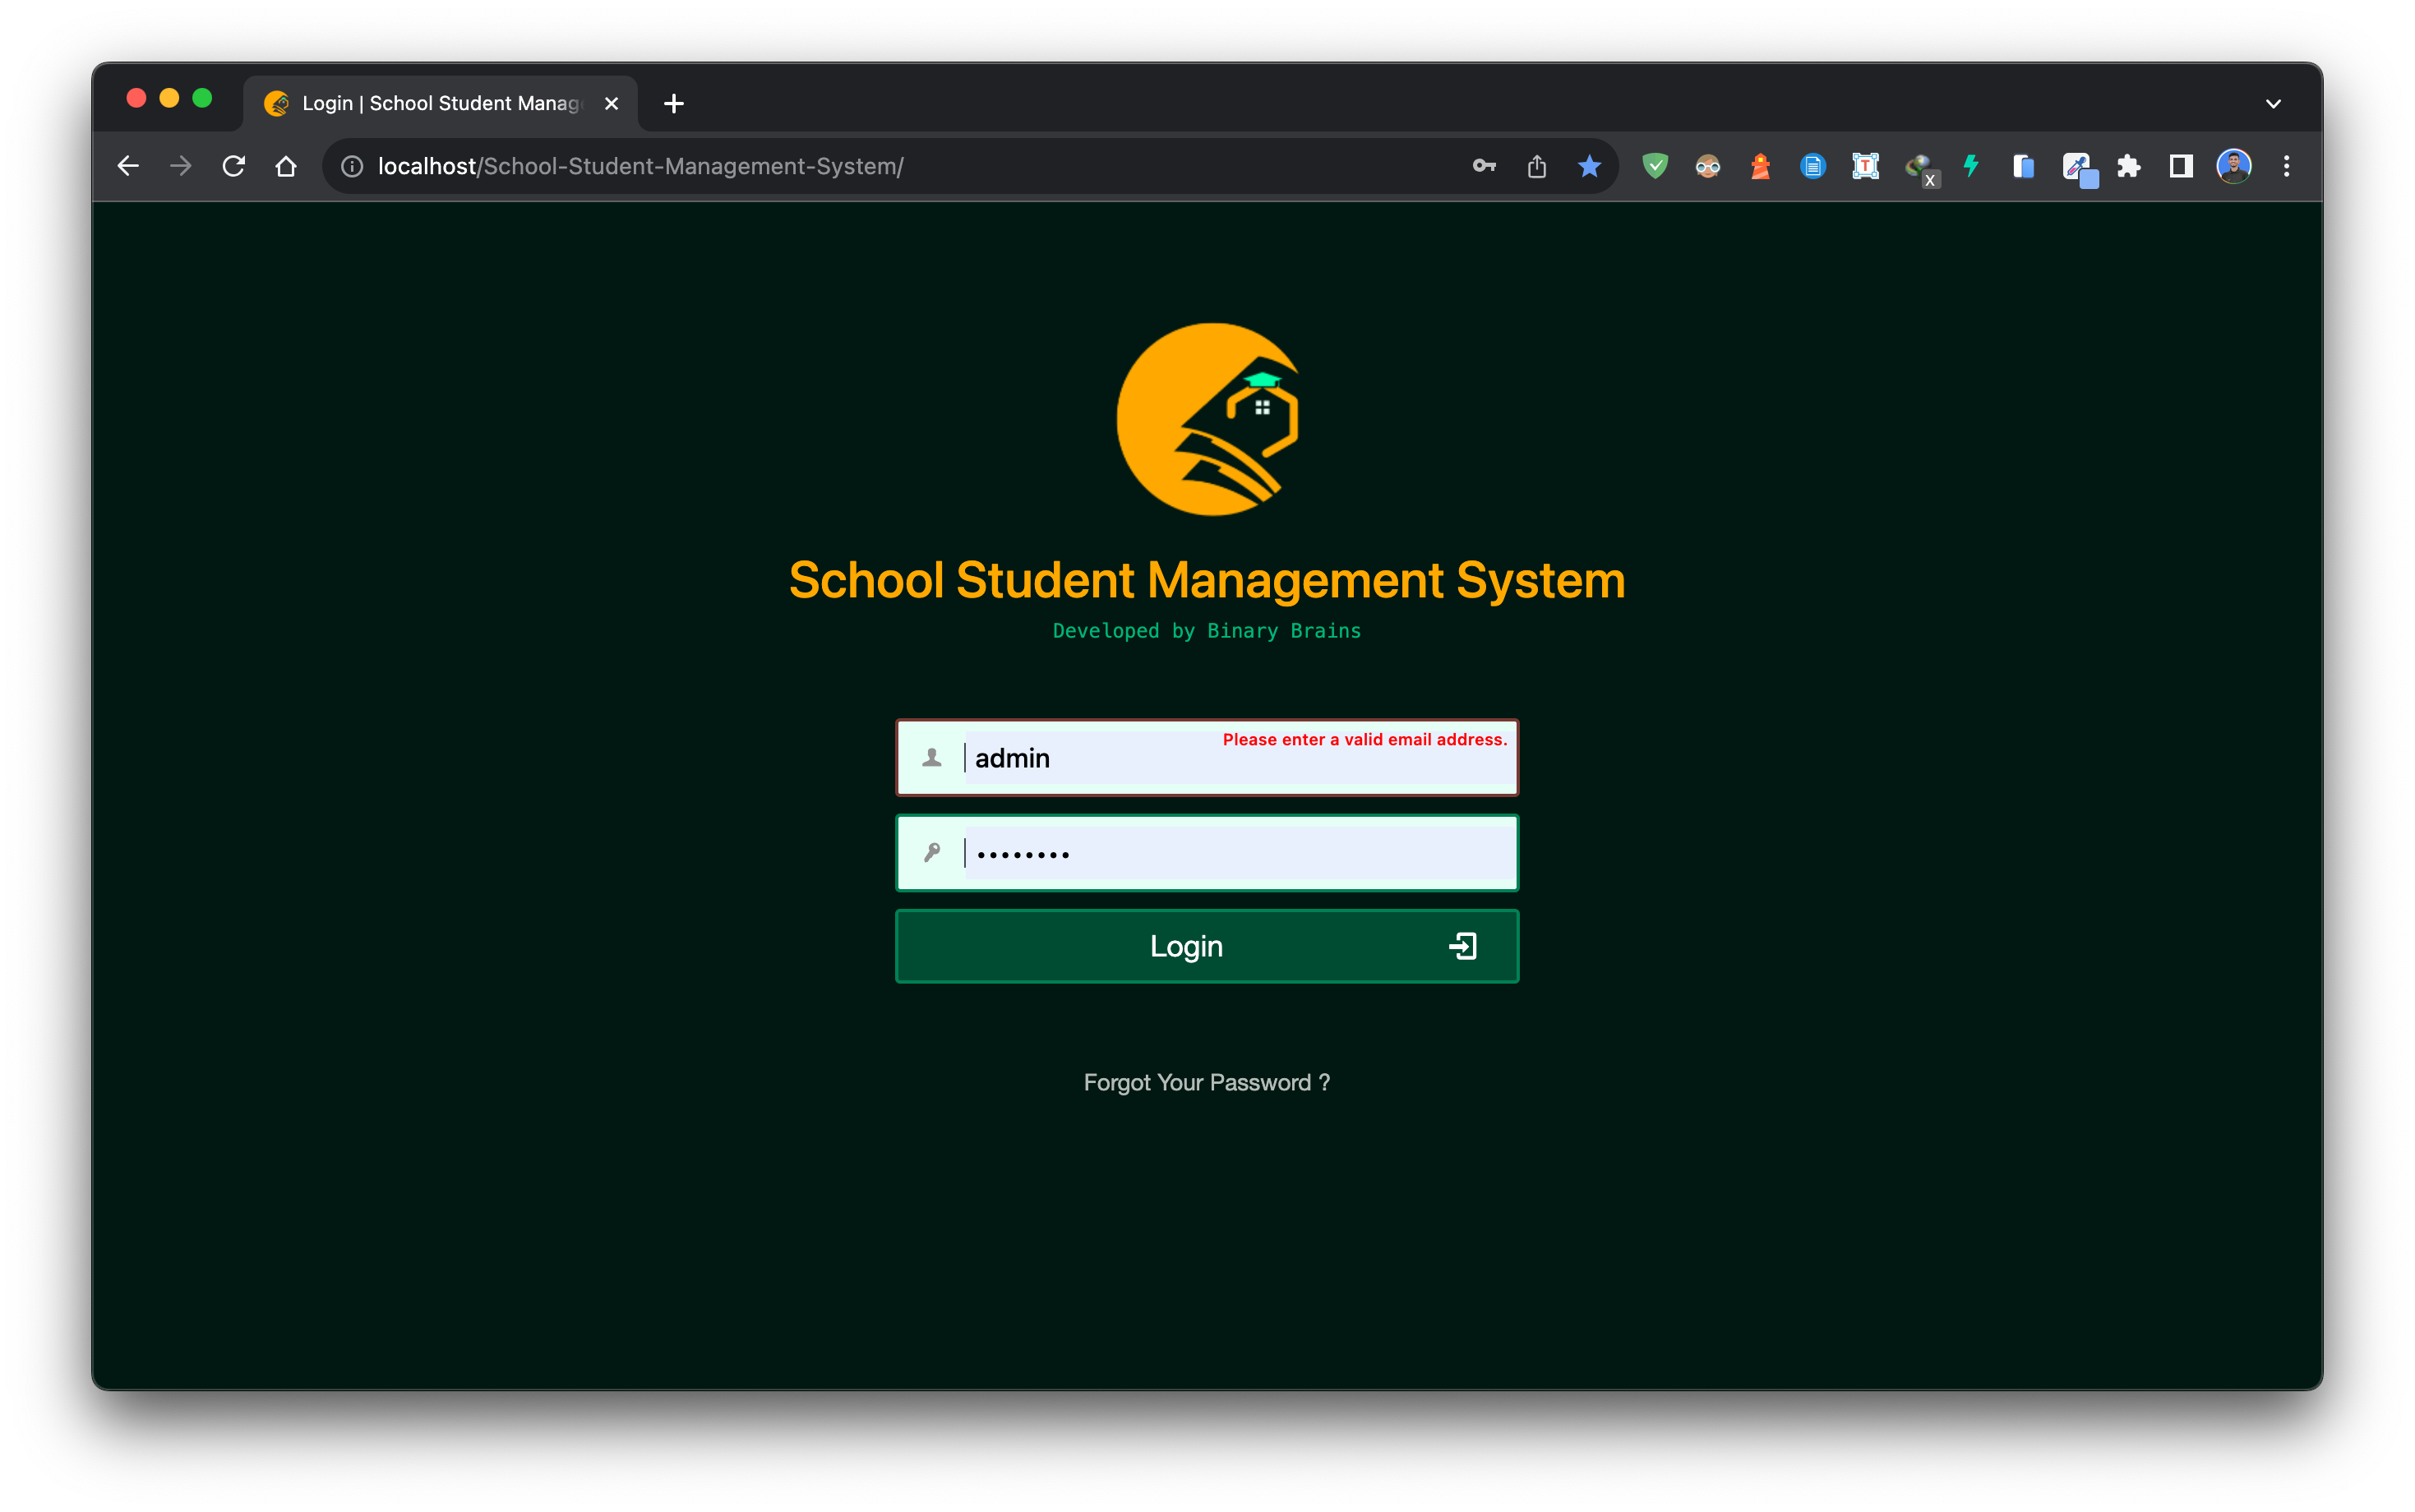 Login | School Student Manag
localhost/School-Student-Management-System/
T
X
School Student Management System
Developed by Binary Brains
Please enter a valid email address.
admin
Login
Forgot Your Password ?